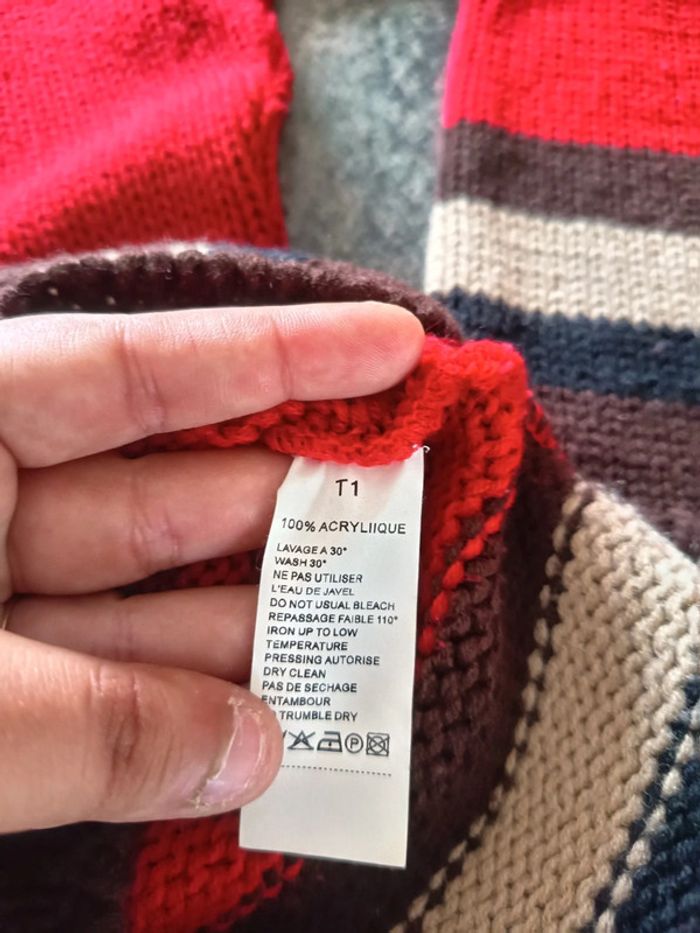 T1
100% ACRYLIIQUE
LAVAGE A 30°
WASH 30°
NE PAS UTILISER
L'EAU DE JAVEL
DO NOT USUAL BLEACH
REPASSAGE FAIBLE 110°
IRON UP TO LOW
TEMPERATURE
PRESSING AUTORISE
DRY CLEAN
PAS DE SECHAGE
ENTAMBOUR
TRUMBLE DRY
P